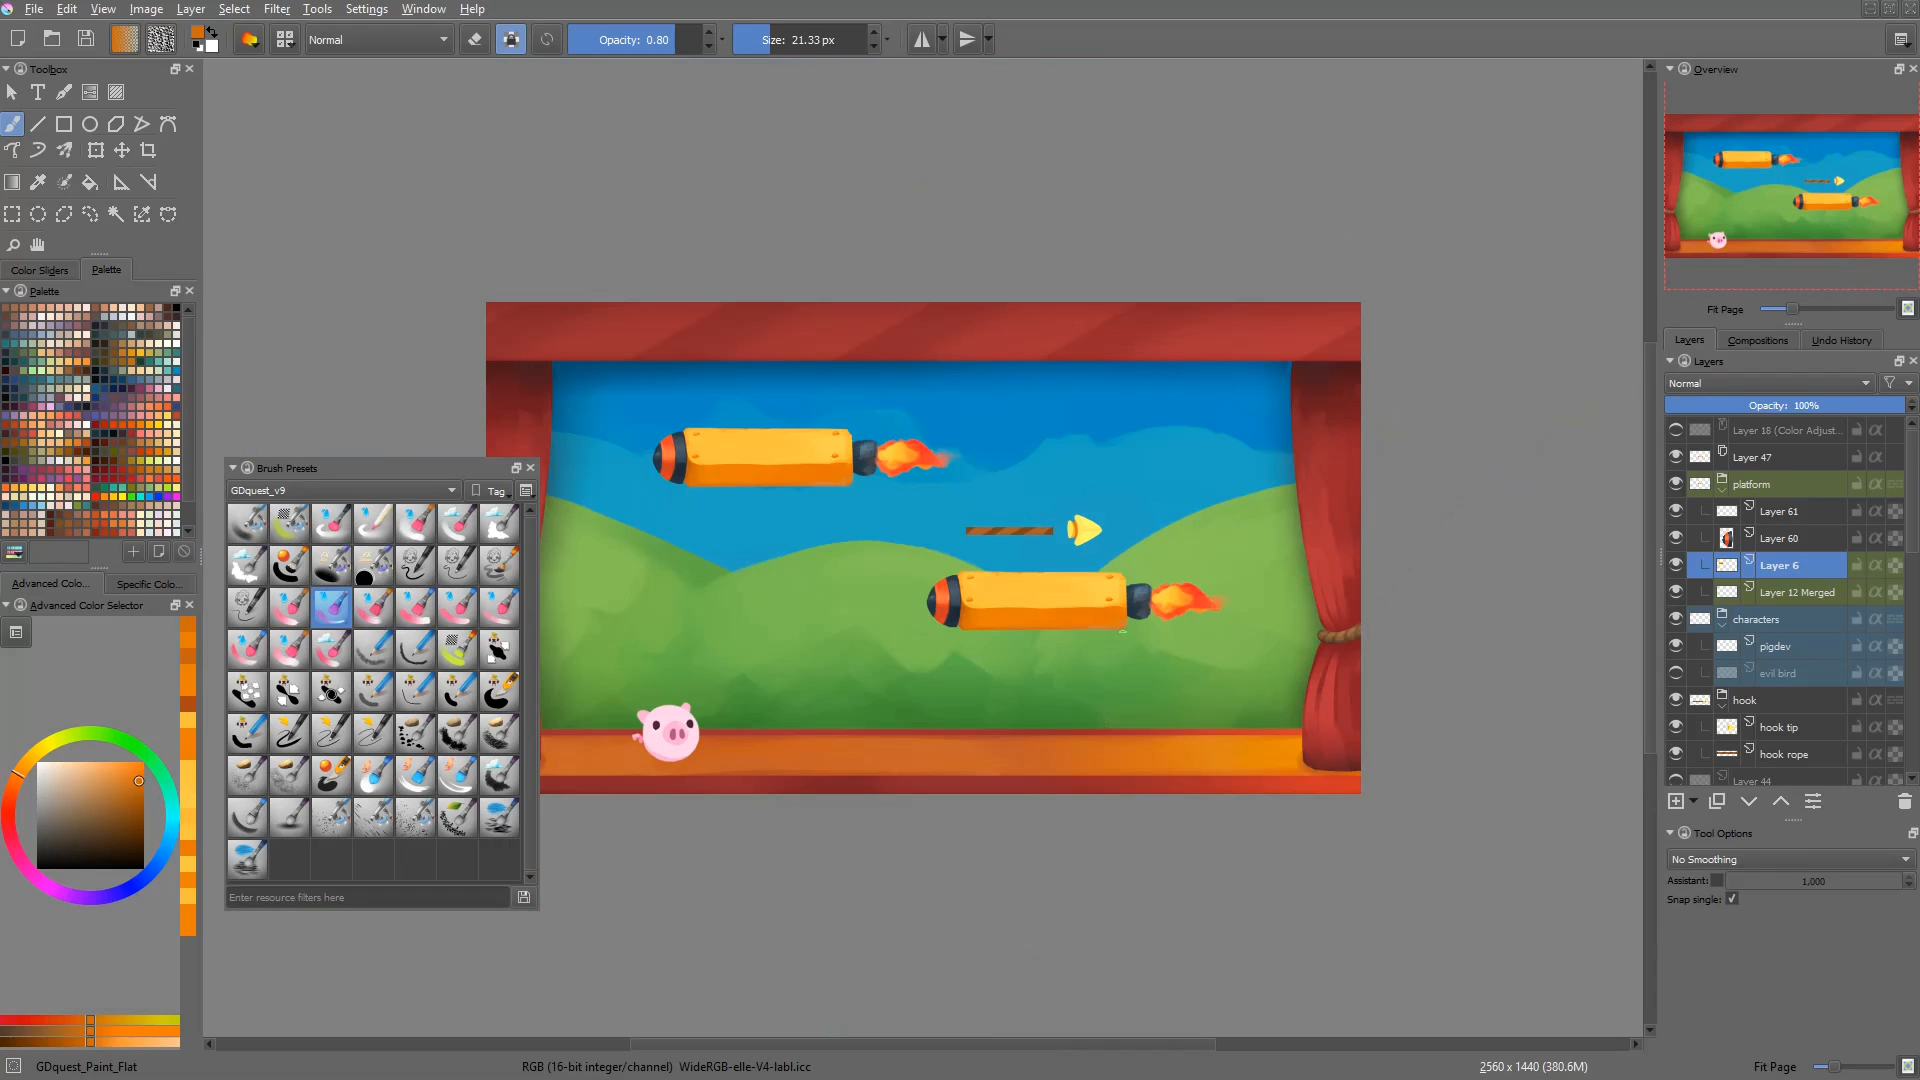 File Edit View Image Layer Select Filter Tools Settings Window Help
Normal Opacity: 0.80 Size: 21.33 px
Toolbox
Color Sliders Palette
Palette
Advanced Colo... Specific Colo...
Advanced Color Selector
Brush Presets
GDquest_v9 Tag
Enter resource filters here
Overview
Fit Page
Layers Compositions Undo History
Layers
Normal
Opacity: 100%
Layer 18 (Color Adjust...
Layer 47
platform
Layer 61
Layer 60
Layer 6
Layer 12 Merged
characters
pigdev
evil bird
hook
hook tip
hook rope
Layer 44
Tool Options
No Smoothing
Assistant: 1,000
Snap single:
GDquest_Paint_Flat RGB (16-bit integer/channel) WideRGB-elle-V4-labl.icc 2560 x 1440 (380.6M) Fit Page